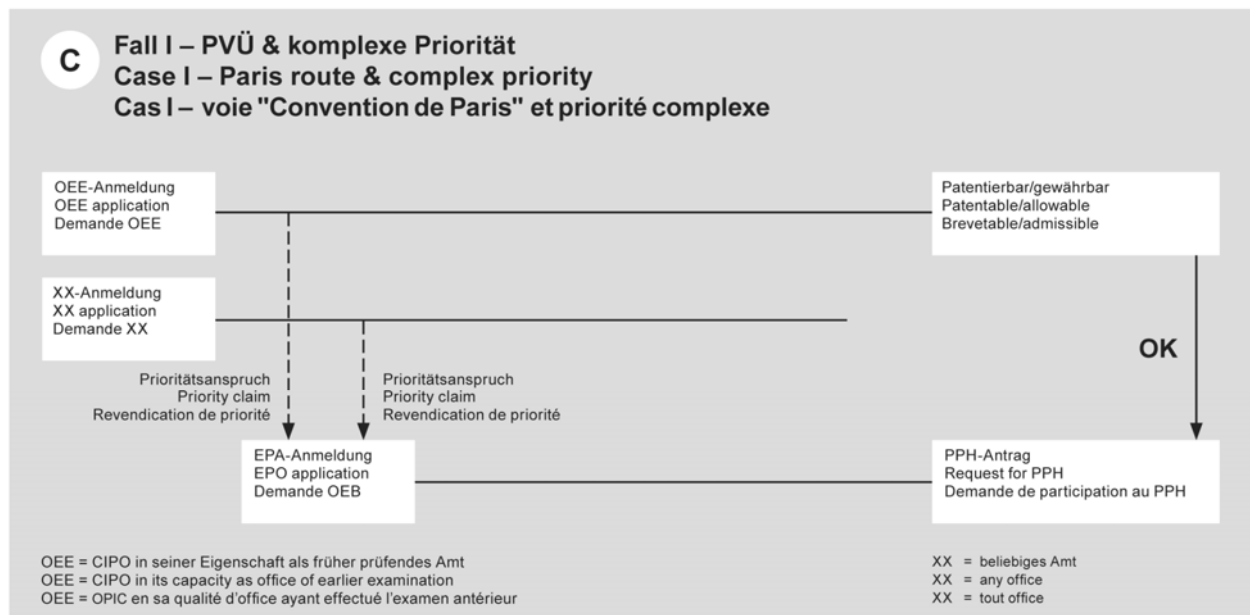 C
Fall I – PVÜ & komplexe Priorität
Case I – Paris route & complex priority
Cas I – voie "Convention de Paris" et priorité complexe
OEE-Anmeldung
OEE application
Demande OEE
Patentierbar/gewährbar
Patentable/allowable
Brevetable/admissible
XX-Anmeldung
XX application
Demande XX
OK
Prioritätsanspruch
Priority claim
Revendication de priorité
Prioritätsanspruch
Priority claim
Revendication de priorité
EPA-Anmeldung
EPO application
Demande OEB
PPH-Antrag
Request for PPH
Demande de participation au PPH
OEE = CIPO in seiner Eigenschaft als früher prüfendes Amt
OEE = CIPO in its capacity as office of earlier examination
OEE = OPIC en sa qualité d'office ayant effectué l'examen antérieur
XX = beliebiges Amt
XX = any office
XX = tout office